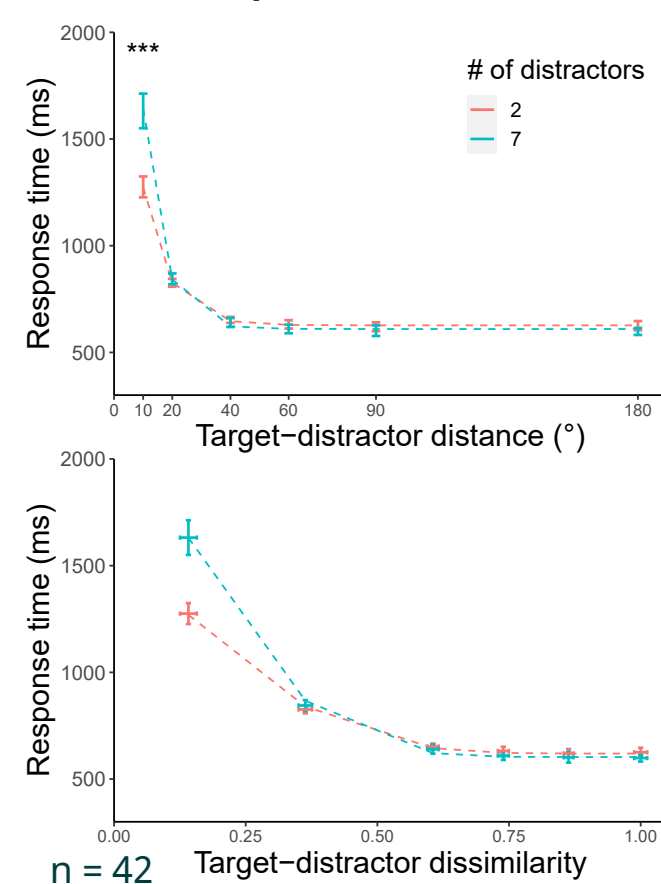 2000
***
# of distractors
2
7
1500
1000
500
Response time (ms)
0 10 20 40 60 90 180
Target−distractor distance (°)
2000
1500
1000
500
Response time (ms)
0.00 0.25 0.50 0.75 1.00
Target−distractor dissimilarity
n = 42